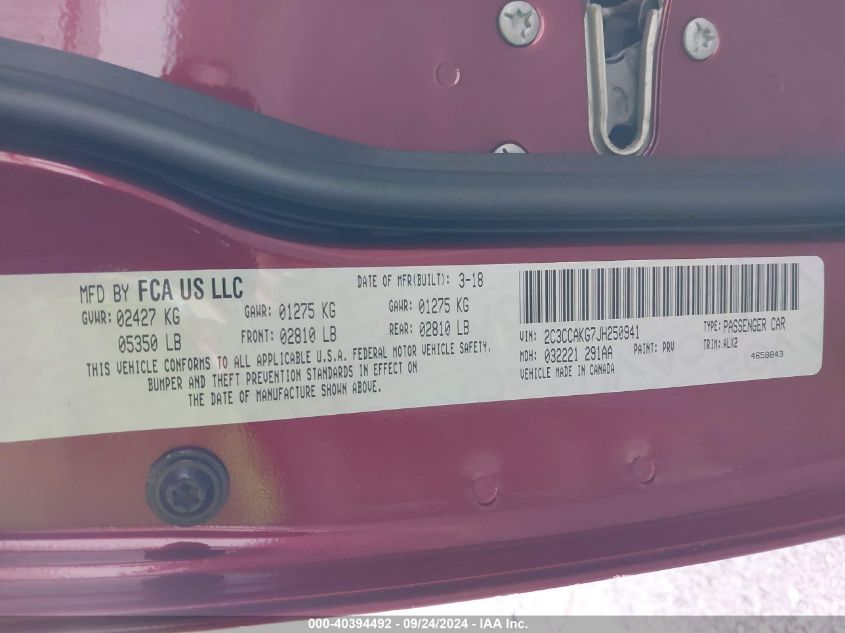 MFD BY FCA US LLC
DATE OF MFR(BUILT): 3-18
GVWR: 02427 KG
GAWR: 01275 KG
GAWR: 01275 KG
05350 LB
FRONT: 02810 LB
REAR: 02810 LB
THIS VEHICLE CONFORMS TO ALL APPLICABLE U.S.A. FEDERAL MOTOR VEHICLE SAFETY,
BUMPER AND THEFT PREVENTION STANDARDS IN EFFECT ON
THE DATE OF MANUFACTURE SHOWN ABOVE.
VIN: 2C3CCAKG7JH250941
TYPE: PASSENGER CAR
MDH: 032221 291AA
PAINT: PRV
TRIM: ALX2
VEHICLE MADE IN CANADA
4658843
000-40394492 - 09/24/2024 - IAA Inc.